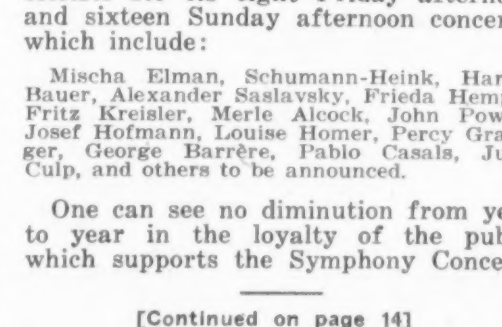 and sixteen Sunday afternoon concer
which include:
Mischa Elman, Schumann-Heink, Har
Bauer, Alexander Saslavsky, Frieda Hem
Fritz Kreisler, Merle Alcock, John Pow
Josef Hofmann, Louise Homer, Percy Gra
ger, George Barrère, Pablo Casals, Ju
Culp, and others to be announced.
One can see no diminution from ye
to year in the loyalty of the pub
which supports the Symphony Conce
[Continued on page 14]